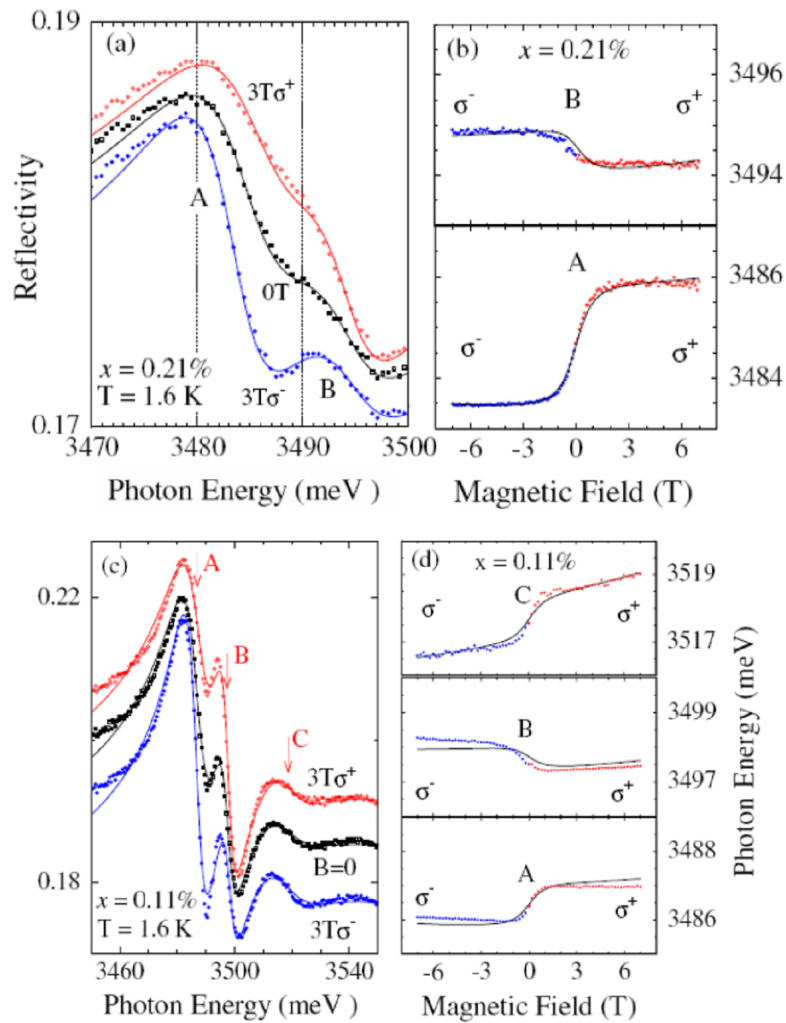 0.19
(a)
3Tσ⁺
A
0T
3Tσ⁻
B
x = 0.21%
T = 1.6 K
0.17
Reflectivity
3470
3480
3490
3500
Photon Energy (meV )
(b)
x = 0.21%
σ⁻
B
σ⁺
3496
3494
A
σ⁻
σ⁺
3486
3484
-6
-3
0
3
6
Magnetic Field (T)
(c)
A
0.22
B
C
3Tσ⁺
B=0
0.18
x = 0.11%
T = 1.6 K
3Tσ⁻
3460
3500
3540
Photon Energy (meV)
(d)
x = 0.11%
C
σ⁻
σ⁺
3519
3517
B
σ⁻
σ⁺
3499
3497
A
σ⁻
σ⁺
3488
3486
-6
-3
0
3
6
Magnetic Field (T)
Photon Energy (meV)